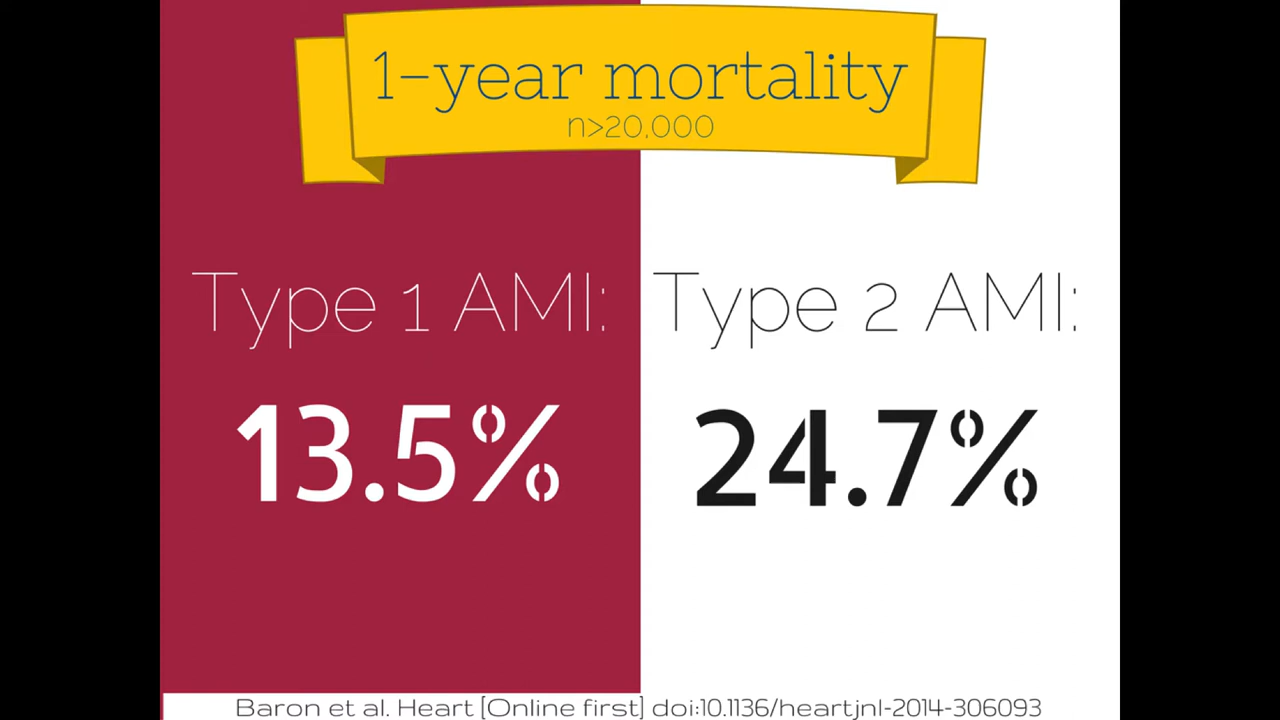 1-year mortality
n>20,000
Type 1 AMI:
13.5%
Type 2 AMI:
24.7%
Baron et al. Heart [Online first] doi:10.1136/heartjnl-2014-306093